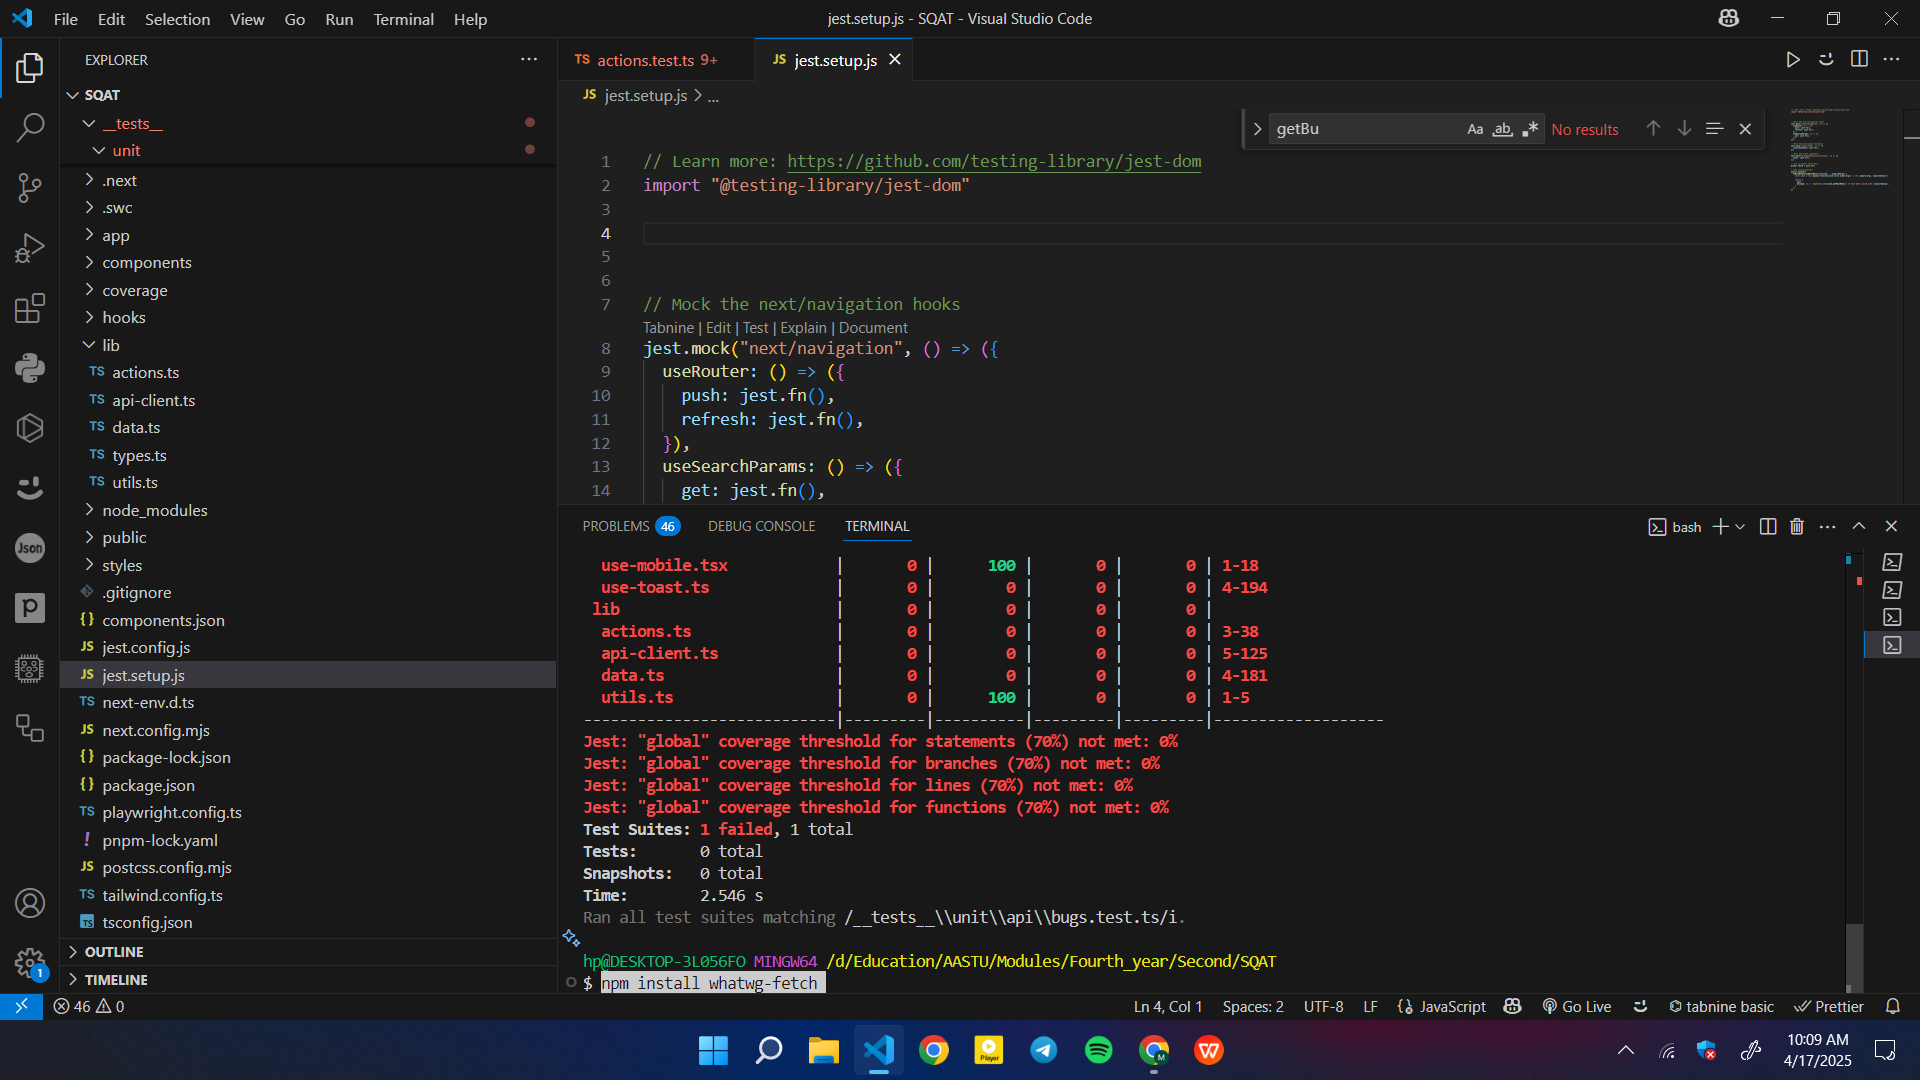 File Edit Selection View Go Run Terminal Help
jest.setup.js - SQAT - Visual Studio Code
EXPLORER
SQAT
__tests__
unit
.next
.swc
app
components
coverage
hooks
lib
TS actions.ts
TS api-client.ts
TS data.ts
TS types.ts
TS utils.ts
node_modules
public
styles
.gitignore
{} components.json
JS jest.config.js
JS jest.setup.js
TS next-env.d.ts
JS next.config.mjs
{} package-lock.json
{} package.json
TS playwright.config.ts
! pnpm-lock.yaml
JS postcss.config.mjs
TS tailwind.config.ts
TS tsconfig.json
OUTLINE
TIMELINE
Json
1
TS actions.test.ts 9+
JS jest.setup.js
JS jest.setup.js > ...
getBu Aa ab .* No results
1 // Learn more: https://github.com/testing-library/jest-dom
2 import "@testing-library/jest-dom"
3
4
5
6
7 // Mock the next/navigation hooks
Tabnine | Edit | Test | Explain | Document
8 jest.mock("next/navigation", () => ({
9 useRouter: () => ({
10 push: jest.fn(),
11 refresh: jest.fn(),
12 }),
13 useSearchParams: () => ({
14 get: jest.fn(),
PROBLEMS 46 DEBUG CONSOLE TERMINAL
bash
use-mobile.tsx | 0 | 100 | 0 | 0 | 1-18
use-toast.ts | 0 | 0 | 0 | 0 | 4-194
lib | 0 | 0 | 0 | 0 |
actions.ts | 0 | 0 | 0 | 0 | 3-38
api-client.ts | 0 | 0 | 0 | 0 | 5-125
data.ts | 0 | 0 | 0 | 0 | 4-181
utils.ts | 0 | 100 | 0 | 0 | 1-5
----------------------------|---------|----------|---------|---------|-------------------
Jest: "global" coverage threshold for statements (70%) not met: 0%
Jest: "global" coverage threshold for branches (70%) not met: 0%
Jest: "global" coverage threshold for lines (70%) not met: 0%
Jest: "global" coverage threshold for functions (70%) not met: 0%
Test Suites: 1 failed, 1 total
Tests: 0 total
Snapshots: 0 total
Time: 2.546 s
Ran all test suites matching /__tests__\\unit\\api\\bugs.test.ts/i.
hp@DESKTOP-3L056FO MINGW64 /d/Education/AASTU/Modules/Fourth_year/Second/SQAT
$ npm install whatwg-fetch
46 0
Ln 4, Col 1 Spaces: 2 UTF-8 LF {} JavaScript Go Live tabnine basic Prettier
Player
M
10:09 AM
4/17/2025